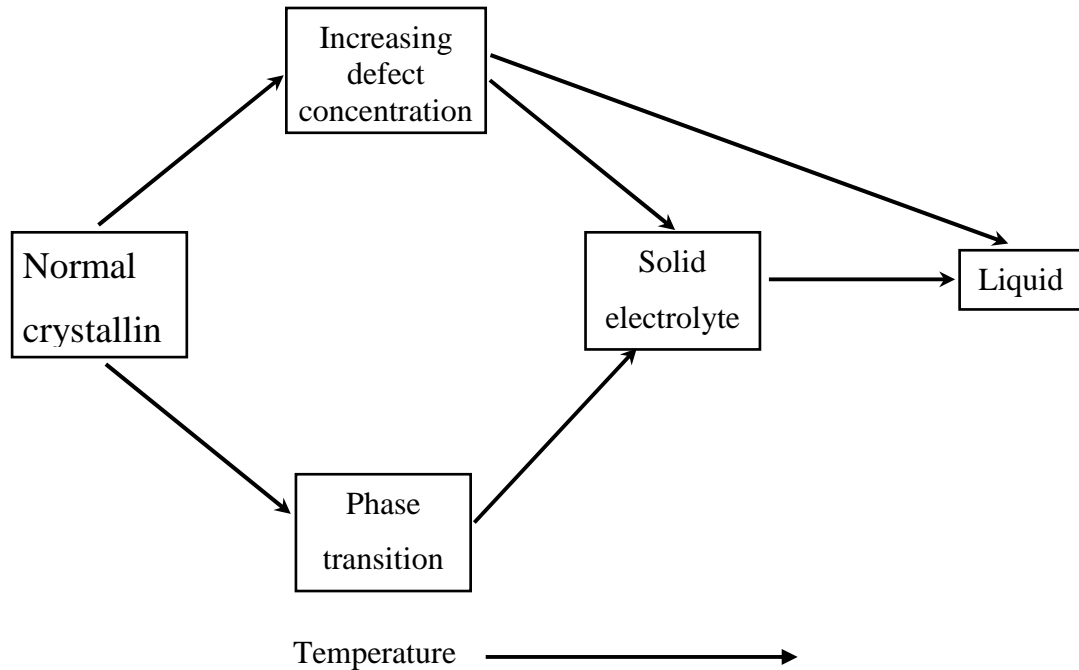 Increasing
defect
concentration
Normal
crystallin
Solid
electrolyte
Liquid
Phase
transition
Temperature